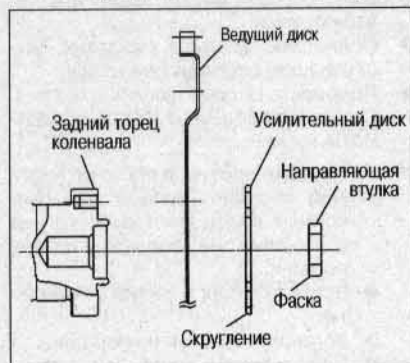 Ведущий диск
Усилительный диск
Задний торец
коленвала
Направляющая
втулка
Фаска
Скругление